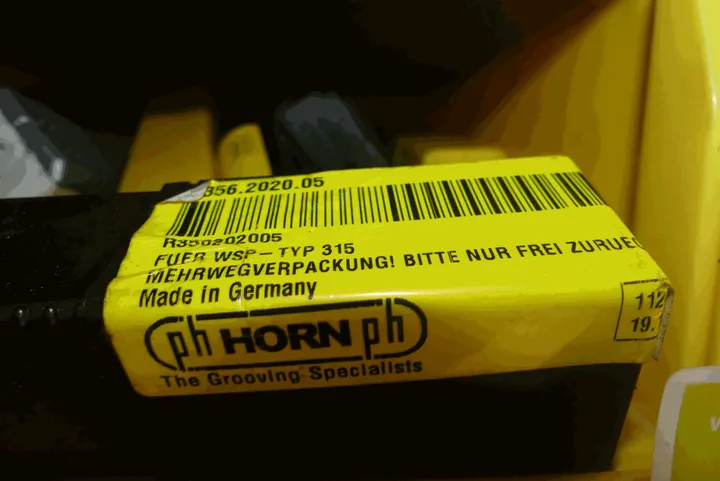 356.2020.05
R356202005
FUER WSP-TYP 315
MEHRWEGVERPACKUNG! BITTE NUR FREI ZURUE
Made in Germany
112
19.
ph HORN ph
The Grooving Specialists